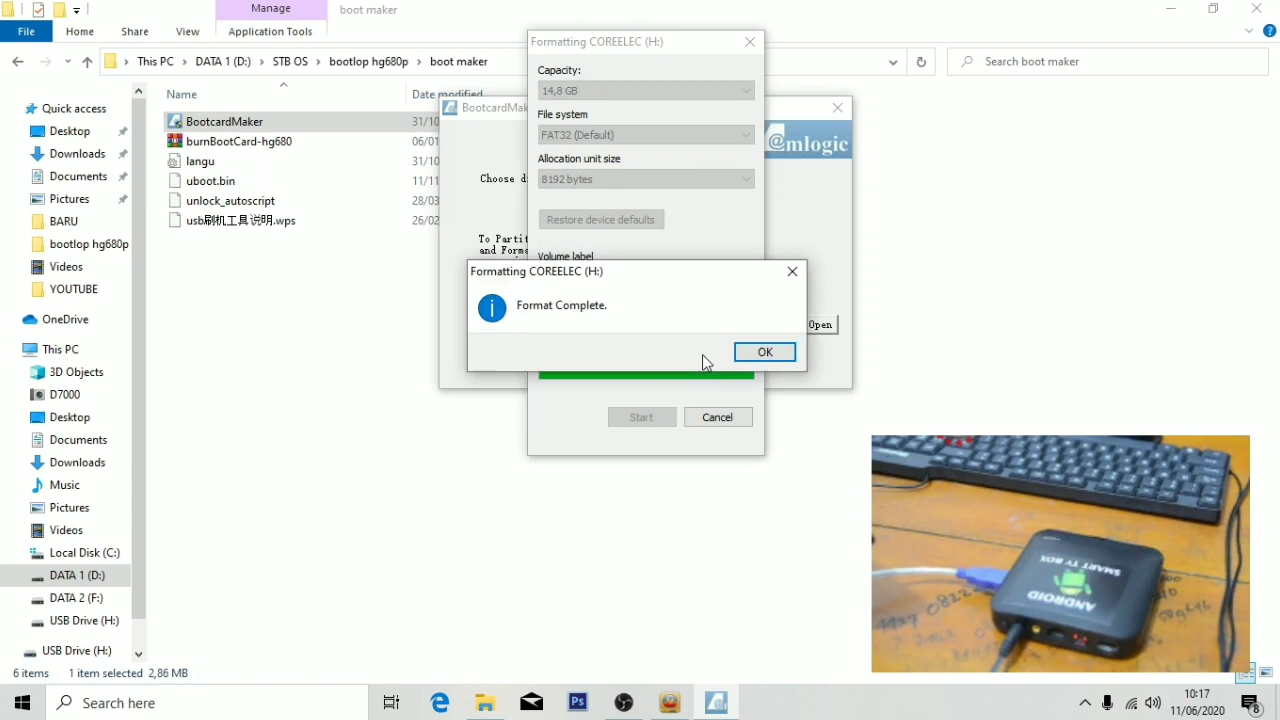 Manage
boot maker
File
Home
Share
View
Application Tools
This PC
DATA 1 (D:)
STB OS
bootlop hg680p
boot maker
Search boot maker
Name
Date modified
Quick access
Desktop
Downloads
Documents
Pictures
BARU
bootlop hg680p
Videos
YOUTUBE
OneDrive
This PC
3D Objects
D7000
Desktop
Documents
Downloads
Music
Pictures
Videos
Local Disk (C:)
DATA 1 (D:)
DATA 2 (F:)
USB Drive (H:)
USB Drive (H:)
BootcardMaker
31/10
burnBootCard-hg680
06/01
langu
31/10
uboot.bin
11/11
unlock_autoscript
28/03
usb刷机工具说明.wps
26/02
BootcardMak
@mlogic
Choose d
To Partit
and Forma
Open
Formatting COREELEC (H:)
Capacity:
14,8 GB
File system
FAT32 (Default)
Allocation unit size
8192 bytes
Restore device defaults
Volume label
Formatting COREELEC (H:)
Format Complete.
OK
Start
Cancel
SMART TV BOX
ANDROID
6 items
1 item selected 2,86 MB
Search here
10:17
11/06/2020
8